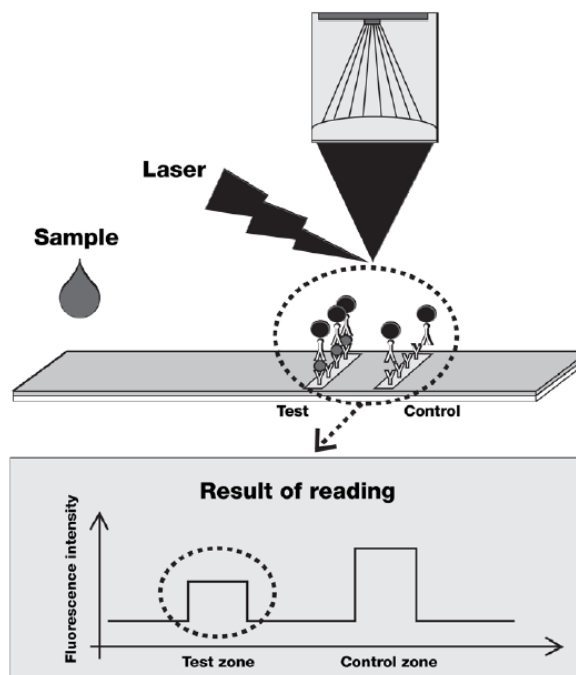 Laser
Sample
Test
Control
Result of reading
Fluorescence intensity
Test zone
Control zone